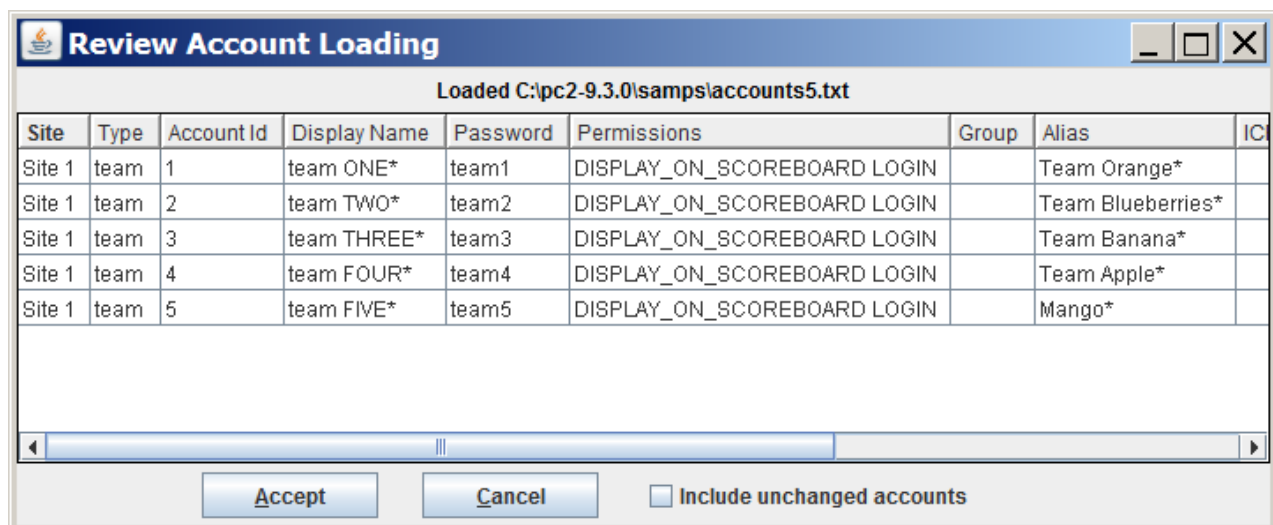 Review Account Loading
Loaded C:\pc2-9.3.0\samps\accounts5.txt
Site Type Account Id Display Name Password Permissions Group Alias ICI
Site 1 team 1 team ONE* team1 DISPLAY_ON_SCOREBOARD LOGIN Team Orange*
Site 1 team 2 team TWO* team2 DISPLAY_ON_SCOREBOARD LOGIN Team Blueberries*
Site 1 team 3 team THREE* team3 DISPLAY_ON_SCOREBOARD LOGIN Team Banana*
Site 1 team 4 team FOUR* team4 DISPLAY_ON_SCOREBOARD LOGIN Team Apple*
Site 1 team 5 team FIVE* team5 DISPLAY_ON_SCOREBOARD LOGIN Mango*
Accept Cancel Include unchanged accounts